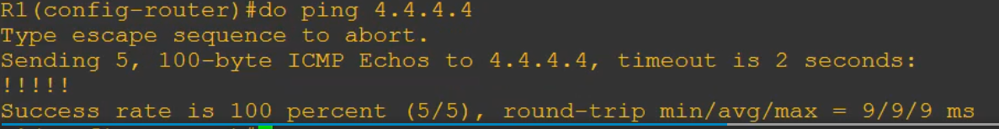 R1(config-router)#do ping 4.4.4.4
Type escape sequence to abort.
Sending 5, 100-byte ICMP Echos to 4.4.4.4, timeout is 2 seconds:
!!!!!
Success rate is 100 percent (5/5), round-trip min/avg/max = 9/9/9 ms